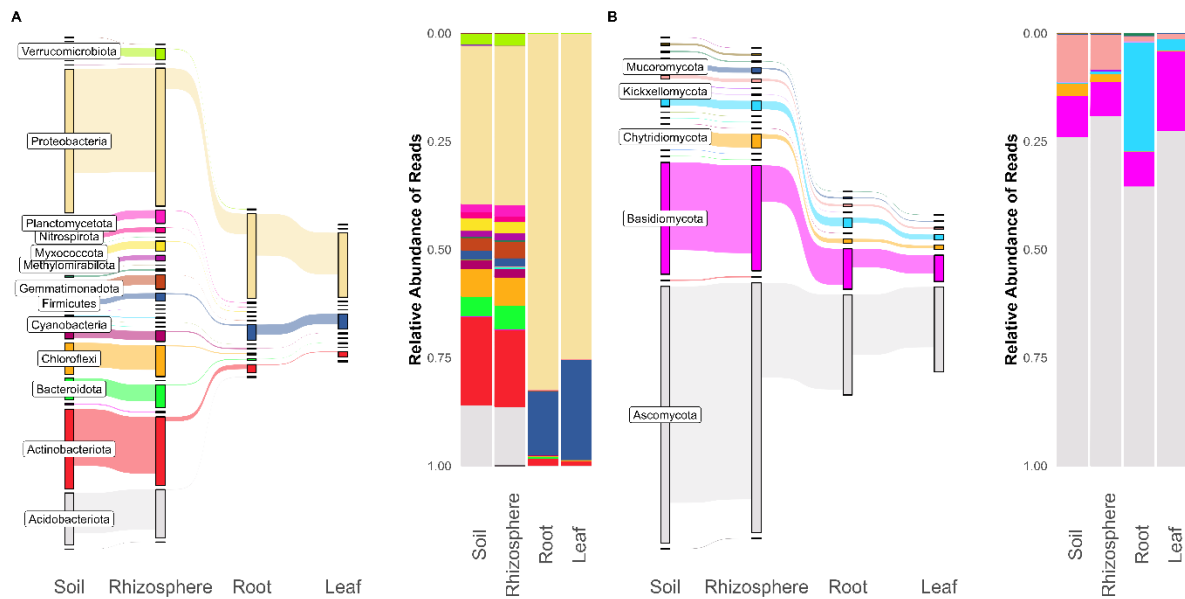 A
Verrucomicrobiota
Proteobacteria
Planctomycetota
Nitrospirota
Myxococcota
Methylomirabilota
Gemmatimonadota
Firmicutes
Cyanobacteria
Chloroflexi
Bacteroidota
Actinobacteriota
Acidobacteriota
Soil
Rhizosphere
Root
Leaf
Relative Abundance of Reads
0.00
0.25
0.50
0.75
1.00
Soil
Rhizosphere
Root
Leaf
B
Mucoromycota
Kickxellomycota
Chytridiomycota
Basidiomycota
Ascomycota
Soil
Rhizosphere
Root
Leaf
Relative Abundance of Reads
0.00
0.25
0.50
0.75
1.00
Soil
Rhizosphere
Root
Leaf